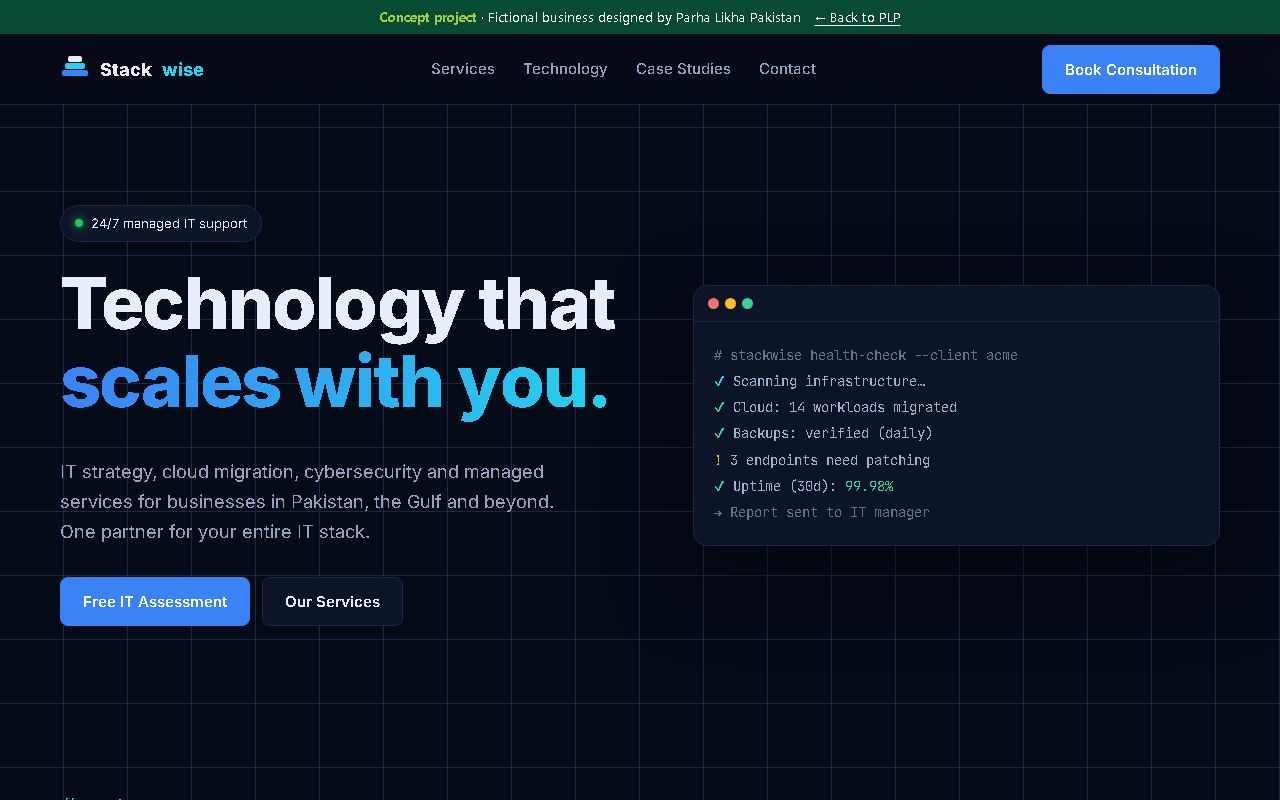 Concept project · Fictional business designed by Parha Likha Pakistan ← Back to PLP
Stack wise
Services
Technology
Case Studies
Contact
Book Consultation
24/7 managed IT support
Technology that
scales with you.
IT strategy, cloud migration, cybersecurity and managed
services for businesses in Pakistan, the Gulf and beyond.
One partner for your entire IT stack.
Free IT Assessment
Our Services
# stackwise health-check --client acme
✓ Scanning infrastructure…
✓ Cloud: 14 workloads migrated
✓ Backups: verified (daily)
! 3 endpoints need patching
✓ Uptime (30d): 99.98%
→ Report sent to IT manager